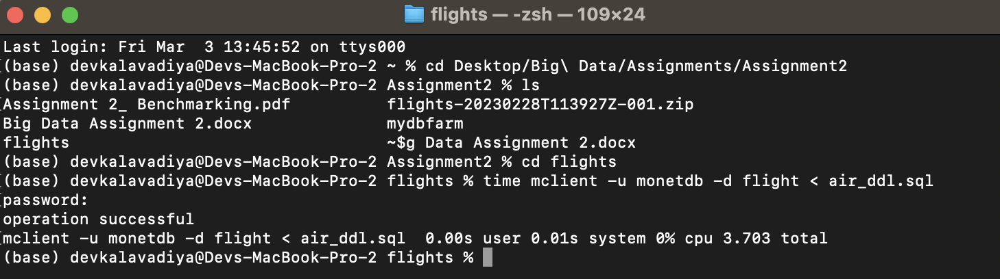 flights — -zsh — 109×24
Last login: Fri Mar  3 13:45:52 on ttys000
(base) devkalavadiya@Devs-MacBook-Pro-2 ~ % cd Desktop/Big\ Data/Assignments/Assignment2
(base) devkalavadiya@Devs-MacBook-Pro-2 Assignment2 % ls
Assignment 2_ Benchmarking.pdf          flights-20230228T113927Z-001.zip
Big Data Assignment 2.docx              mydbfarm
flights                                 ~$g Data Assignment 2.docx
(base) devkalavadiya@Devs-MacBook-Pro-2 Assignment2 % cd flights
(base) devkalavadiya@Devs-MacBook-Pro-2 flights % time mclient -u monetdb -d flight < air_ddl.sql
password:
operation successful
mclient -u monetdb -d flight < air_ddl.sql  0.00s user 0.01s system 0% cpu 3.703 total
(base) devkalavadiya@Devs-MacBook-Pro-2 flights %